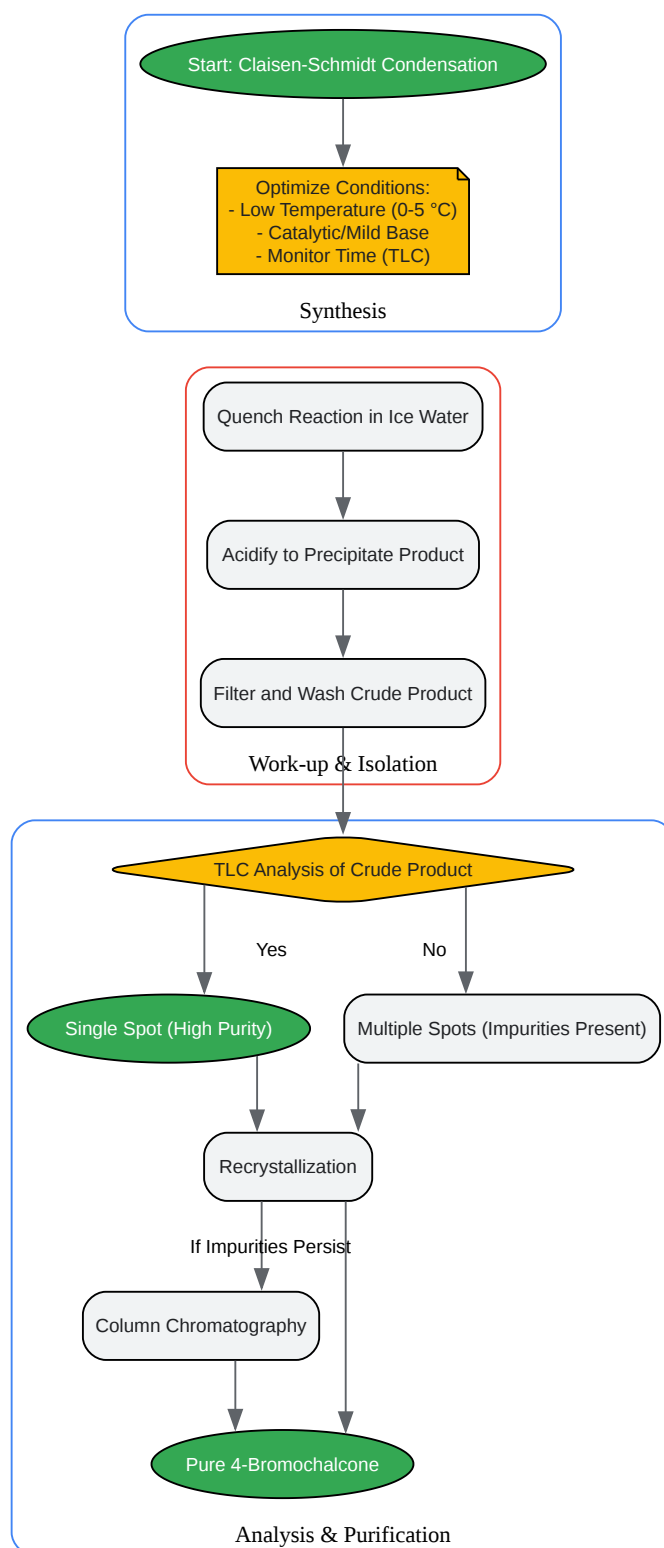 Start: Claisen-Schmidt Condensation
Optimize Conditions:
- Low Temperature (0-5 °C)
- Catalytic/Mild Base
- Monitor Time (TLC)
Synthesis
Quench Reaction in Ice Water
Acidify to Precipitate Product
Filter and Wash Crude Product
Work-up & Isolation
TLC Analysis of Crude Product
Yes
No
Single Spot (High Purity)
Multiple Spots (Impurities Present)
Recrystallization
If Impurities Persist
Column Chromatography
Pure 4-Bromochalcone
Analysis & Purification